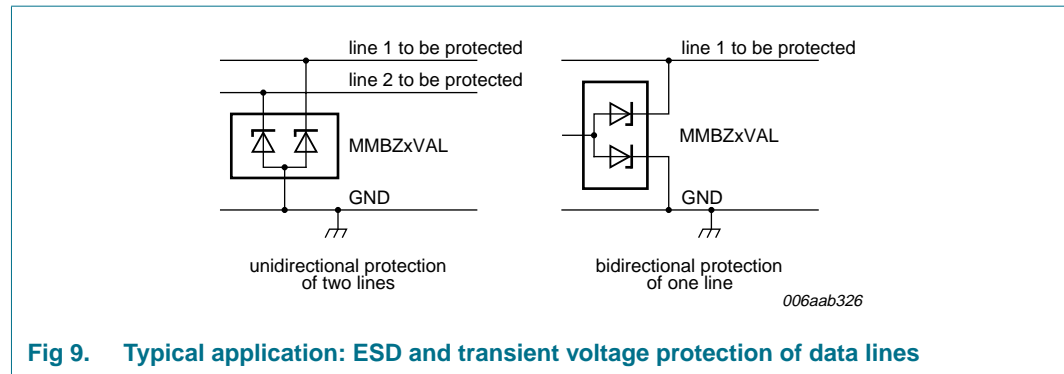 line 1 to be protected
line 2 to be protected
MMBZxVAL
GND
unidirectional protection
of two lines
line 1 to be protected
MMBZxVAL
GND
bidirectional protection
of one line
006aab326
Fig 9. Typical application: ESD and transient voltage protection of data lines